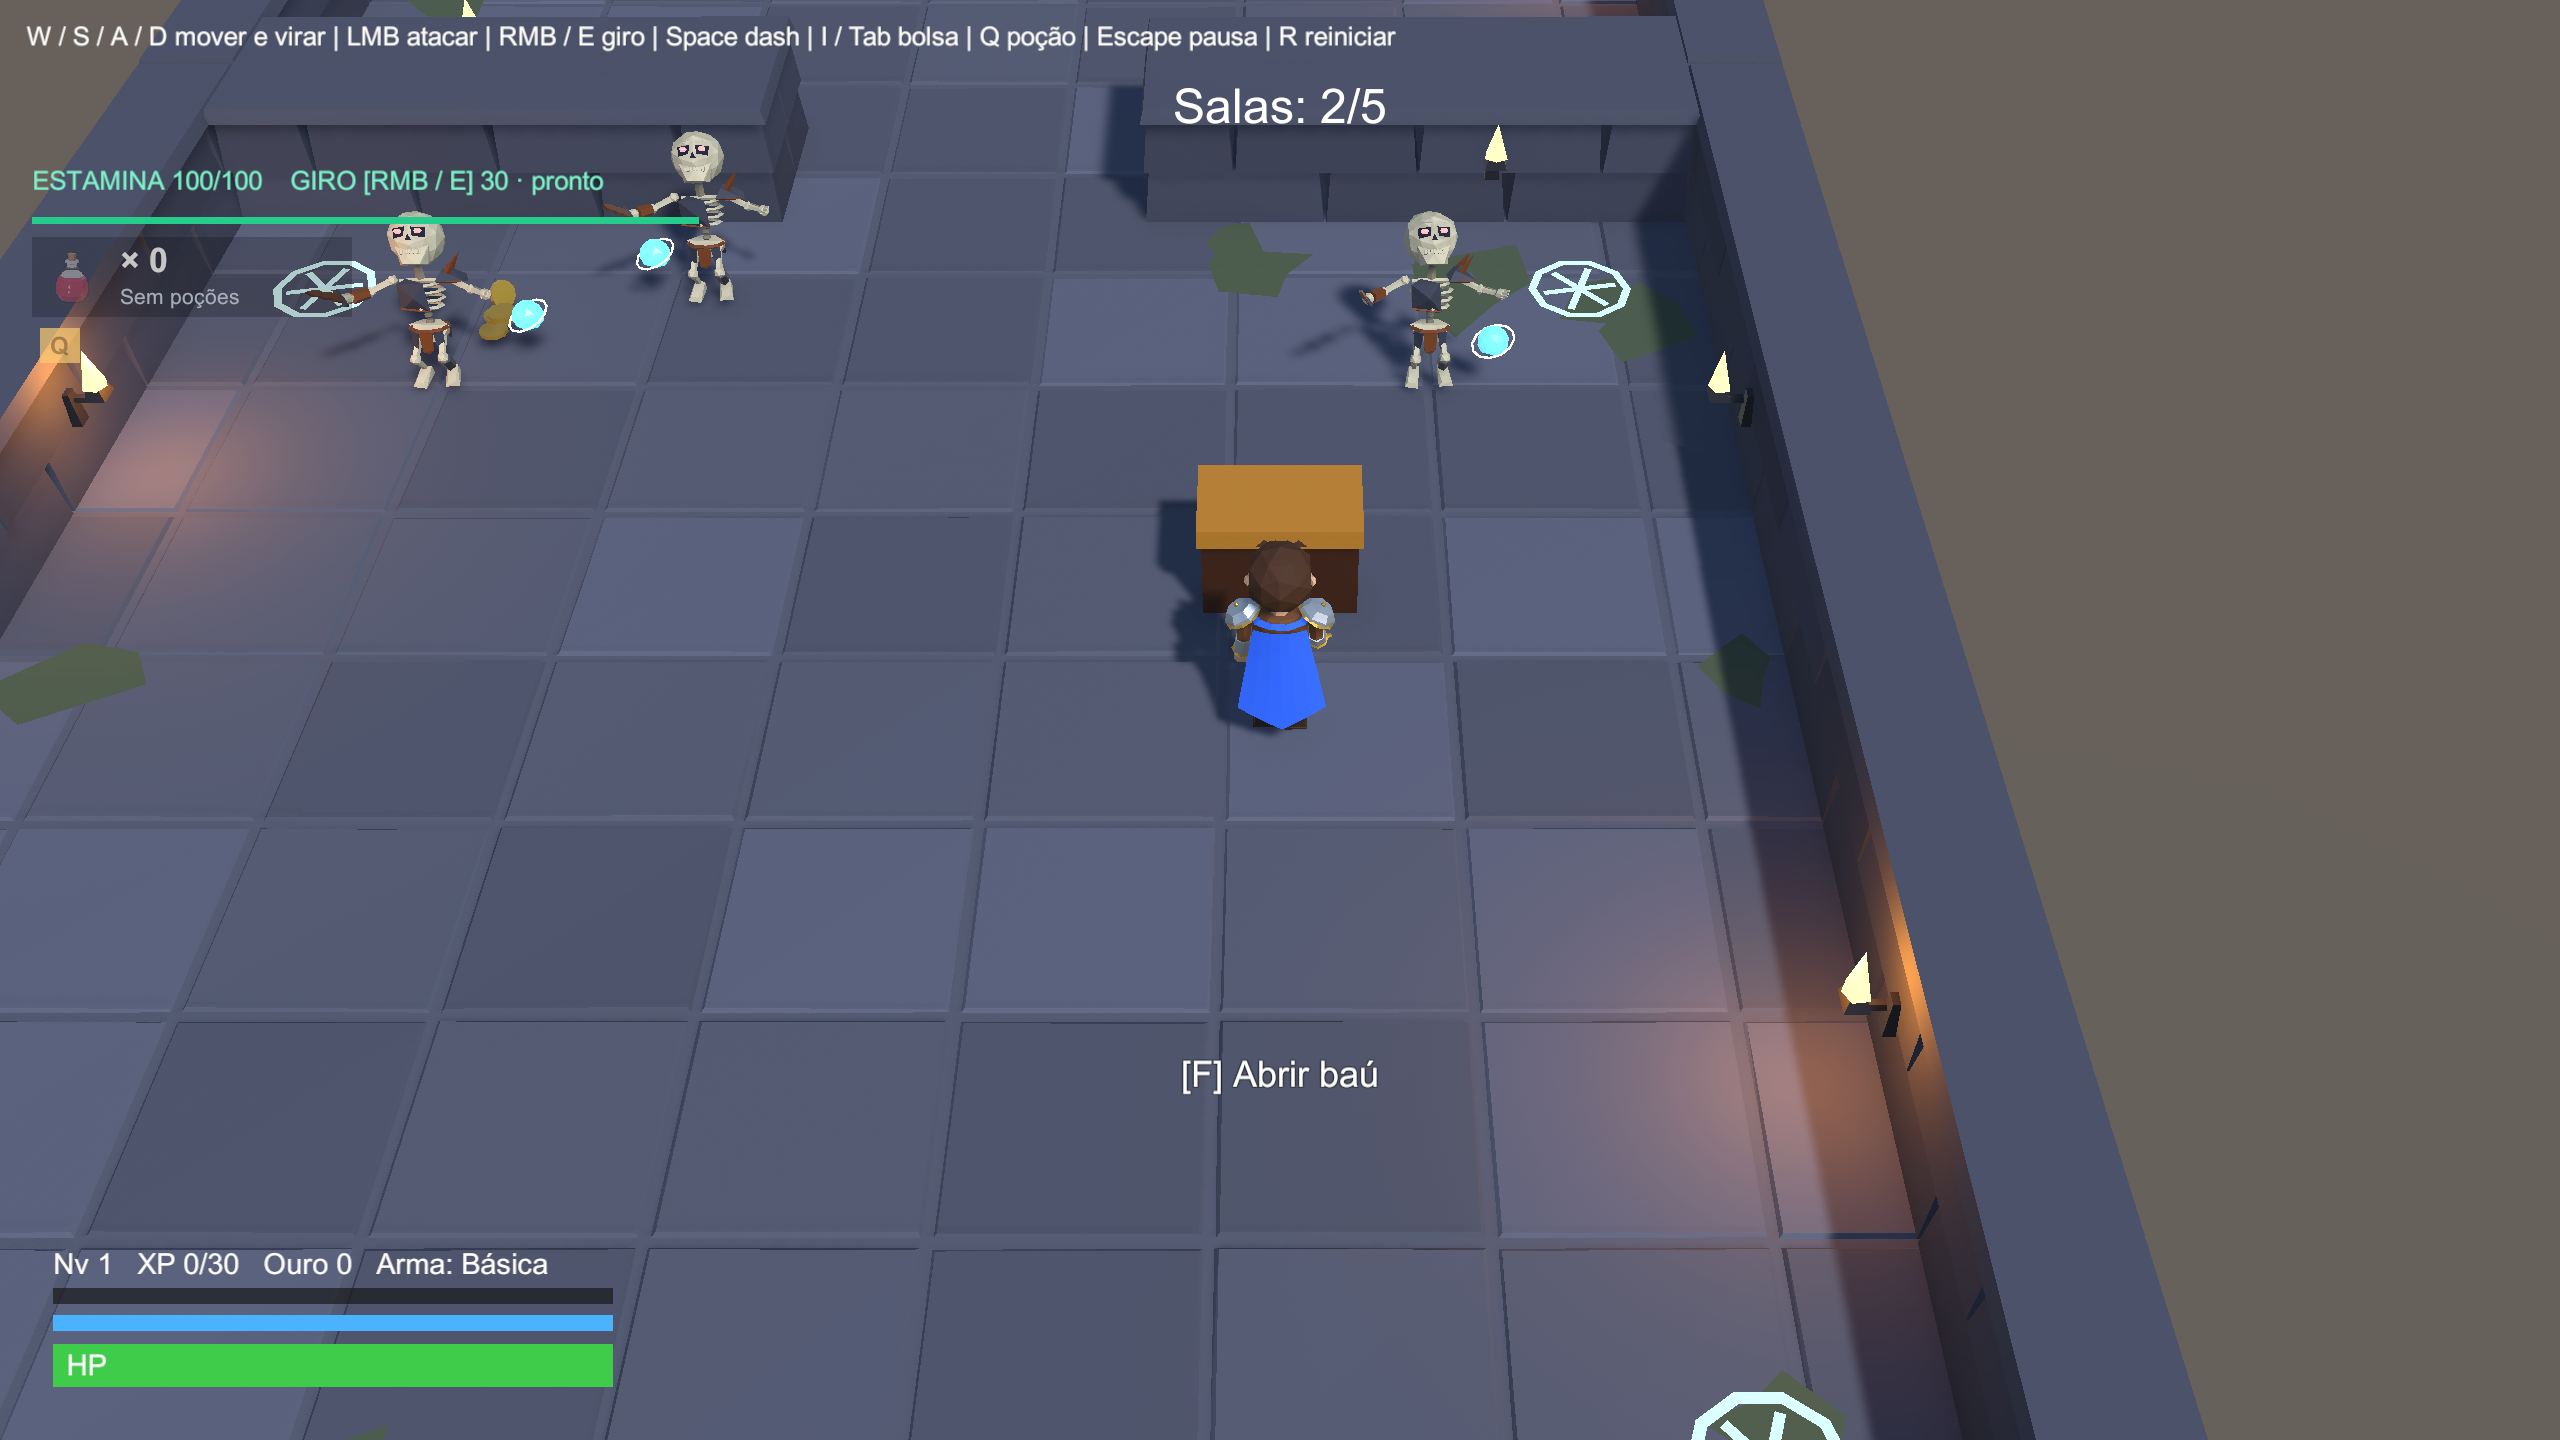 W / S / A / D mover e virar | LMB atacar | RMB / E giro | Space dash | I / Tab bolsa | Q poção | Escape pausa | R reiniciar
Salas: 2/5
ESTAMINA 100/100 GIRO [RMB / E] 30 · pronto
× 0
Sem poções
Q
[F] Abrir baú
Nv 1 XP 0/30 Ouro 0 Arma: Básica
HP